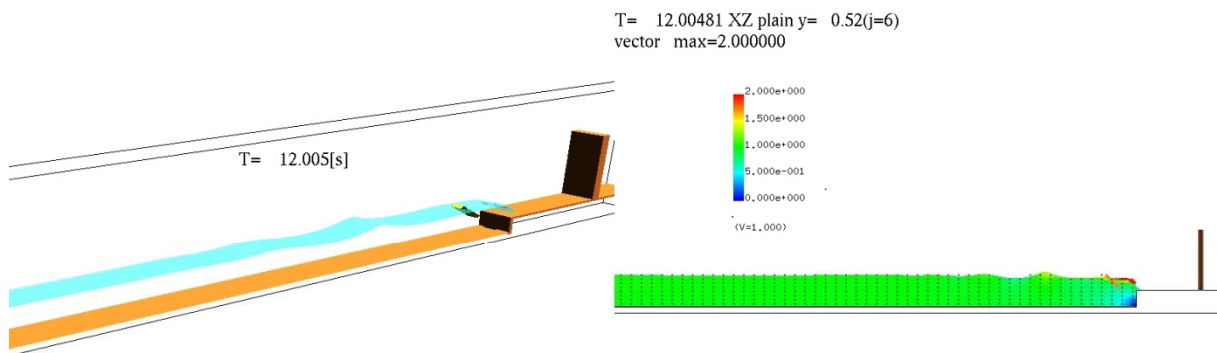 T= 12.005[s]
T= 12.00481 XZ plain y= 0.52(j=6)
vector max=2.000000
2.000e+000
1.500e+000
1.000e+000
5.000e-001
0.000e+000
(V=1.000)